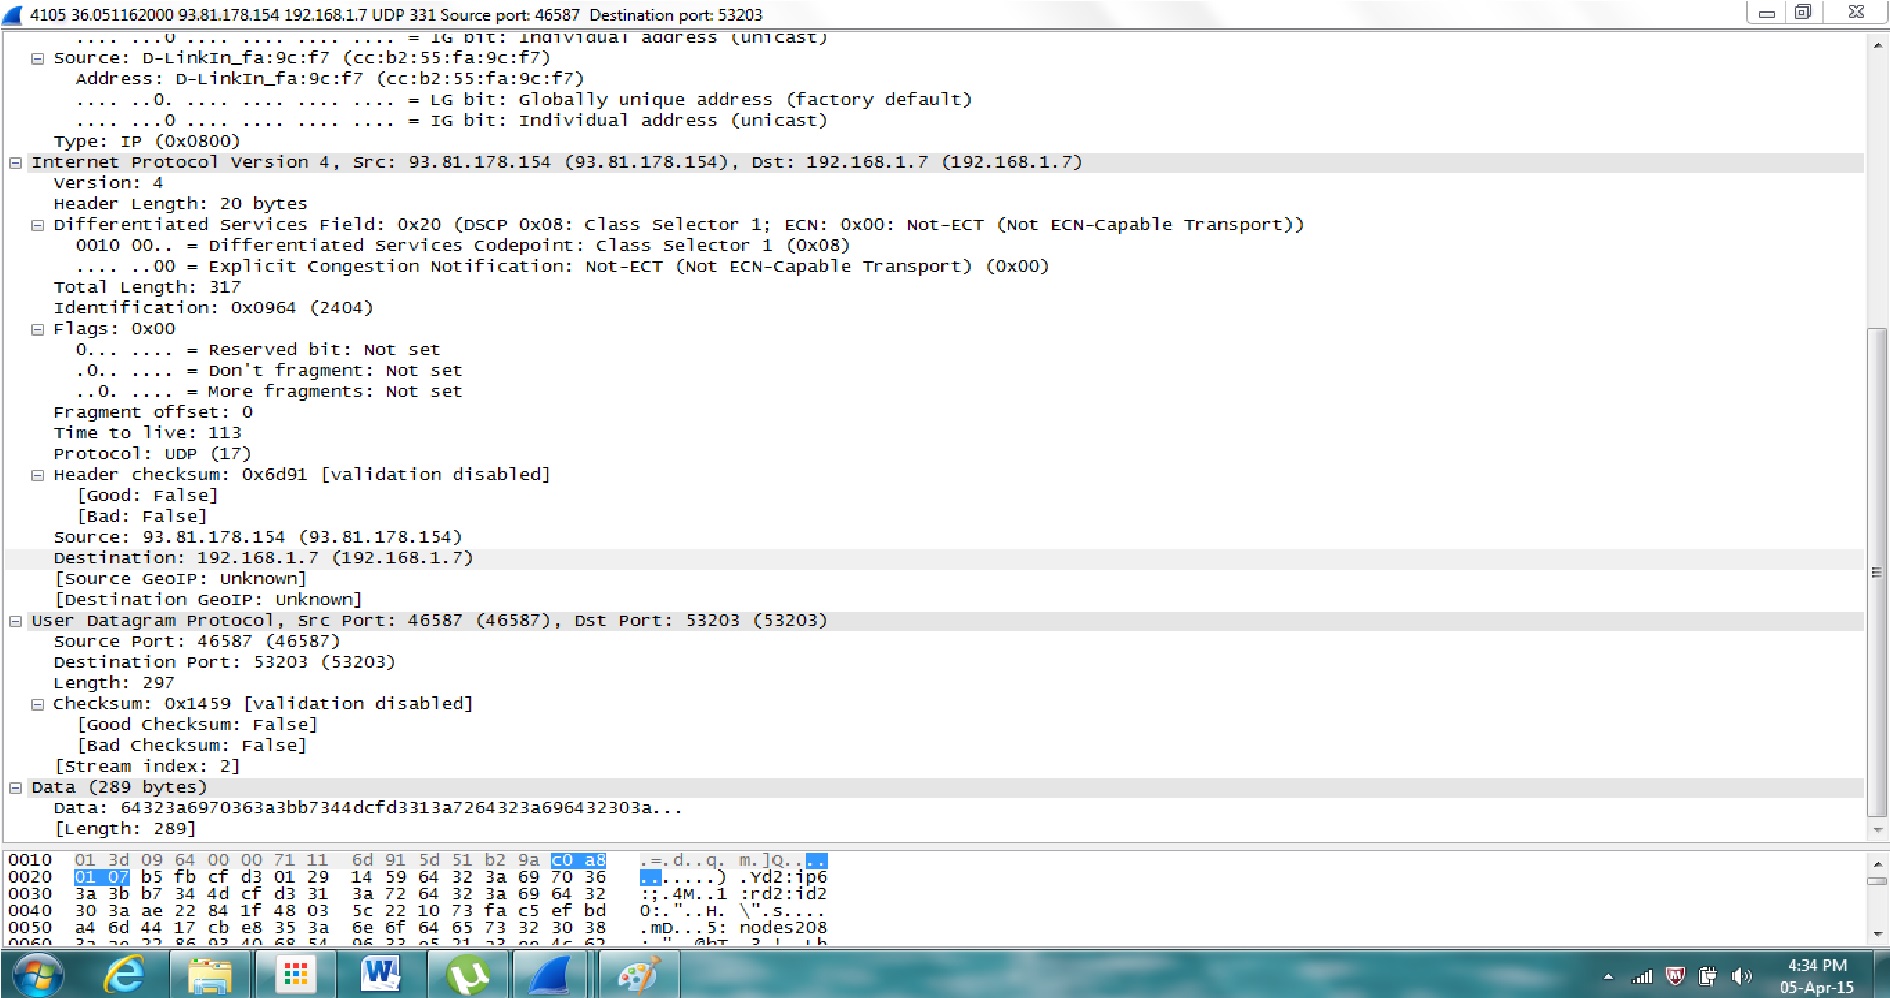 4105 36.051162000 93.81.178.154 192.168.1.7 UDP 331 Source port: 46587 Destination port: 53203
.... ...0 .... .... .... .... = IG bit: Individual address (unicast)
Source: D-LinkIn_fa:9c:f7 (cc:b2:55:fa:9c:f7)
Address: D-LinkIn_fa:9c:f7 (cc:b2:55:fa:9c:f7)
.... ..0. .... .... .... .... = LG bit: Globally unique address (factory default)
.... ...0 .... .... .... .... = IG bit: Individual address (unicast)
Type: IP (0x0800)
Internet Protocol Version 4, Src: 93.81.178.154 (93.81.178.154), Dst: 192.168.1.7 (192.168.1.7)
Version: 4
Header Length: 20 bytes
Differentiated Services Field: 0x20 (DSCP 0x08: Class Selector 1; ECN: 0x00: Not-ECT (Not ECN-Capable Transport))
0010 00.. = Differentiated Services Codepoint: Class Selector 1 (0x08)
.... ..00 = Explicit Congestion Notification: Not-ECT (Not ECN-Capable Transport) (0x00)
Total Length: 317
Identification: 0x0964 (2404)
Flags: 0x00
0... .... = Reserved bit: Not set
.0.. .... = Don't fragment: Not set
..0. .... = More fragments: Not set
Fragment offset: 0
Time to live: 113
Protocol: UDP (17)
Header checksum: 0x6d91 [validation disabled]
[Good: False]
[Bad: False]
Source: 93.81.178.154 (93.81.178.154)
Destination: 192.168.1.7 (192.168.1.7)
[Source GeoIP: Unknown]
[Destination GeoIP: Unknown]
User Datagram Protocol, Src Port: 46587 (46587), Dst Port: 53203 (53203)
Source Port: 46587 (46587)
Destination Port: 53203 (53203)
Length: 297
Checksum: 0x1459 [validation disabled]
[Good Checksum: False]
[Bad Checksum: False]
[Stream index: 2]
Data (289 bytes)
Data: 64323a6970363a3bb7344dcfd3313a7264323a696432303a...
[Length: 289]
0010 01 3d 09 64 00 00 71 11 6d 91 5d 51 b2 9a c0 a8 .=.d..q. m.]Q....
0020 01 07 b5 fb cf d3 01 29 14 59 64 32 3a 69 70 36 .......) .Yd2:ip6
0030 3a 3b b7 34 4d cf d3 31 3a 72 64 32 3a 69 64 32 :;.4M..1 :rd2:id2
0040 30 3a ae 22 84 1f 48 03 5c 22 10 73 fa c5 ef bd 0:."..H. \".s....
0050 a4 6d 44 17 cb e8 35 3a 6e 6f 64 65 73 32 30 38 .mD...5: nodes208
4:34 PM
05-Apr-15